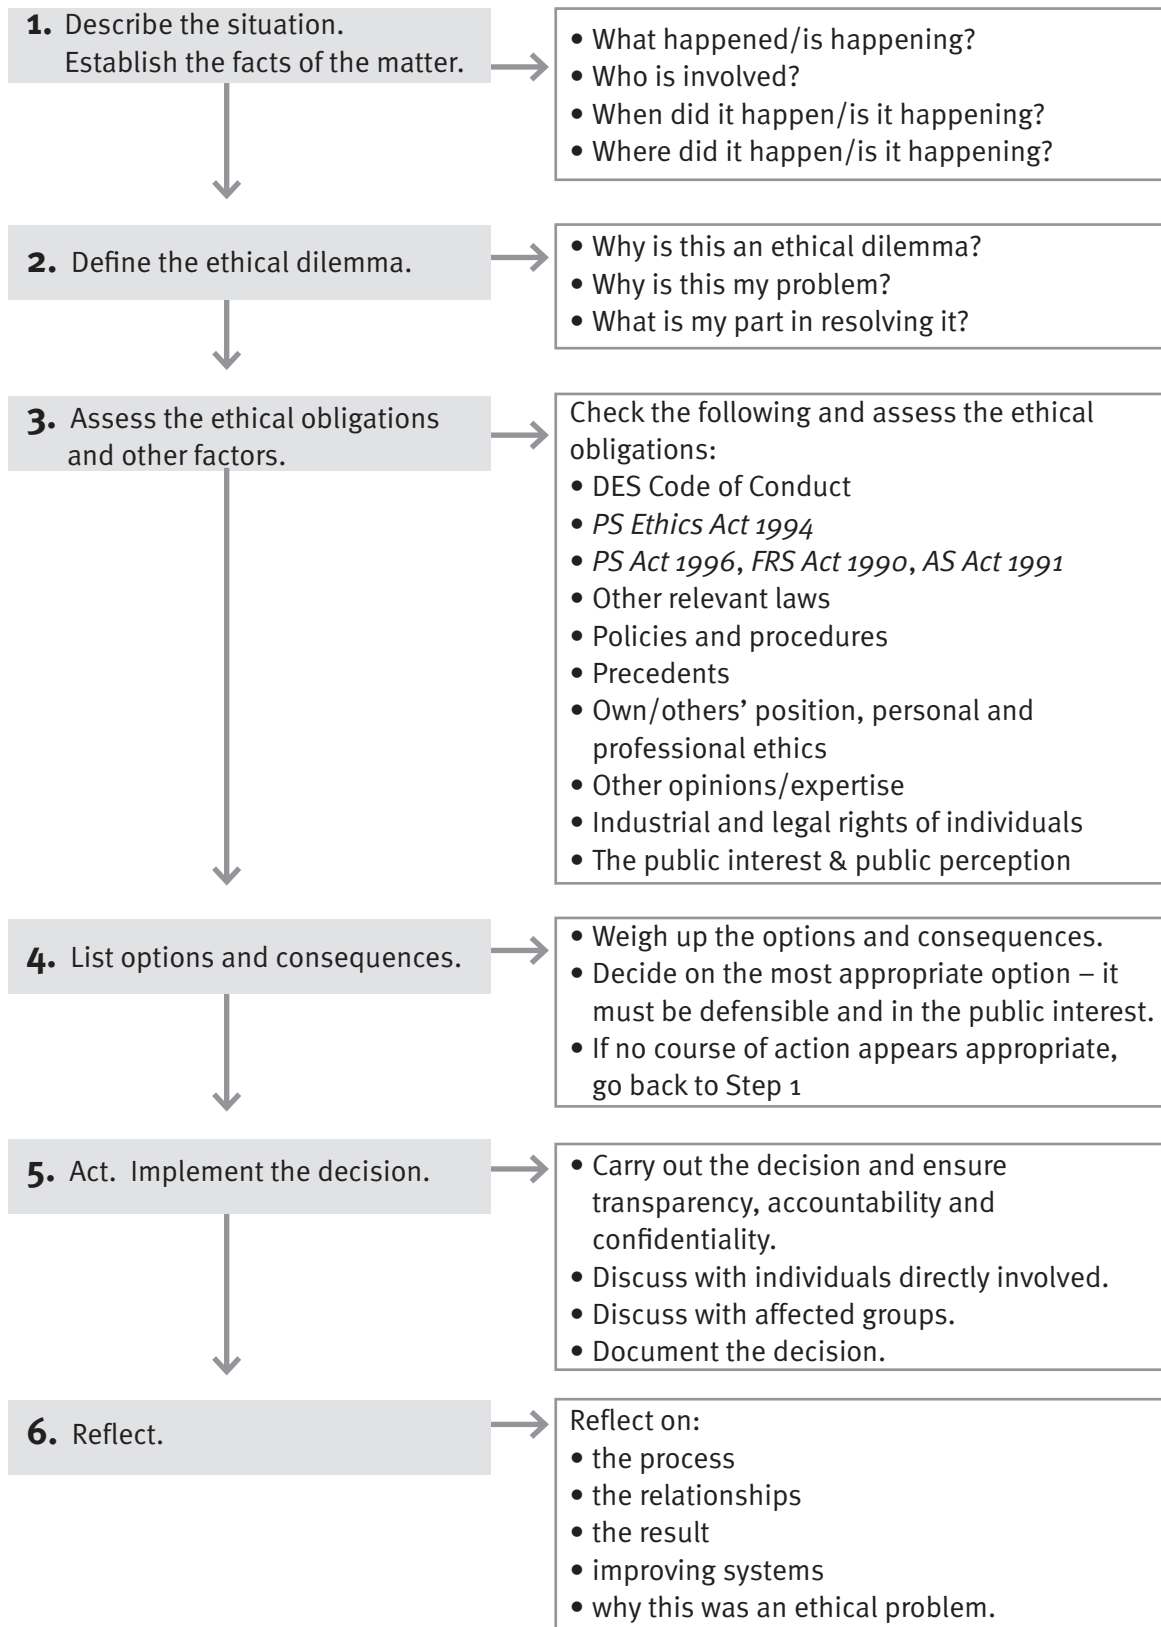 1. Describe the situation.
Establish the facts of the matter.
• What happened/is happening?
• Who is involved?
• When did it happen/is it happening?
• Where did it happen/is it happening?
2. Define the ethical dilemma.
• Why is this an ethical dilemma?
• Why is this my problem?
• What is my part in resolving it?
3. Assess the ethical obligations
and other factors.
Check the following and assess the ethical
obligations:
• DES Code of Conduct
• PS Ethics Act 1994
• PS Act 1996, FRS Act 1990, AS Act 1991
• Other relevant laws
• Policies and procedures
• Precedents
• Own/others’ position, personal and
professional ethics
• Other opinions/expertise
• Industrial and legal rights of individuals
• The public interest & public perception
4. List options and consequences.
• Weigh up the options and consequences.
• Decide on the most appropriate option – it
must be defensible and in the public interest.
• If no course of action appears appropriate,
go back to Step 1
5. Act. Implement the decision.
• Carry out the decision and ensure
transparency, accountability and
confidentiality.
• Discuss with individuals directly involved.
• Discuss with affected groups.
• Document the decision.
6. Reflect.
Reflect on:
• the process
• the relationships
• the result
• improving systems
• why this was an ethical problem.